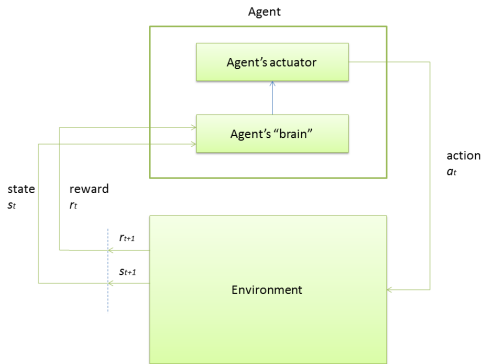 Agent
Agent's actuator
Agent's “brain”
action
aₜ
state
sₜ
reward
rₜ
rₜ₊₁
sₜ₊₁
Environment